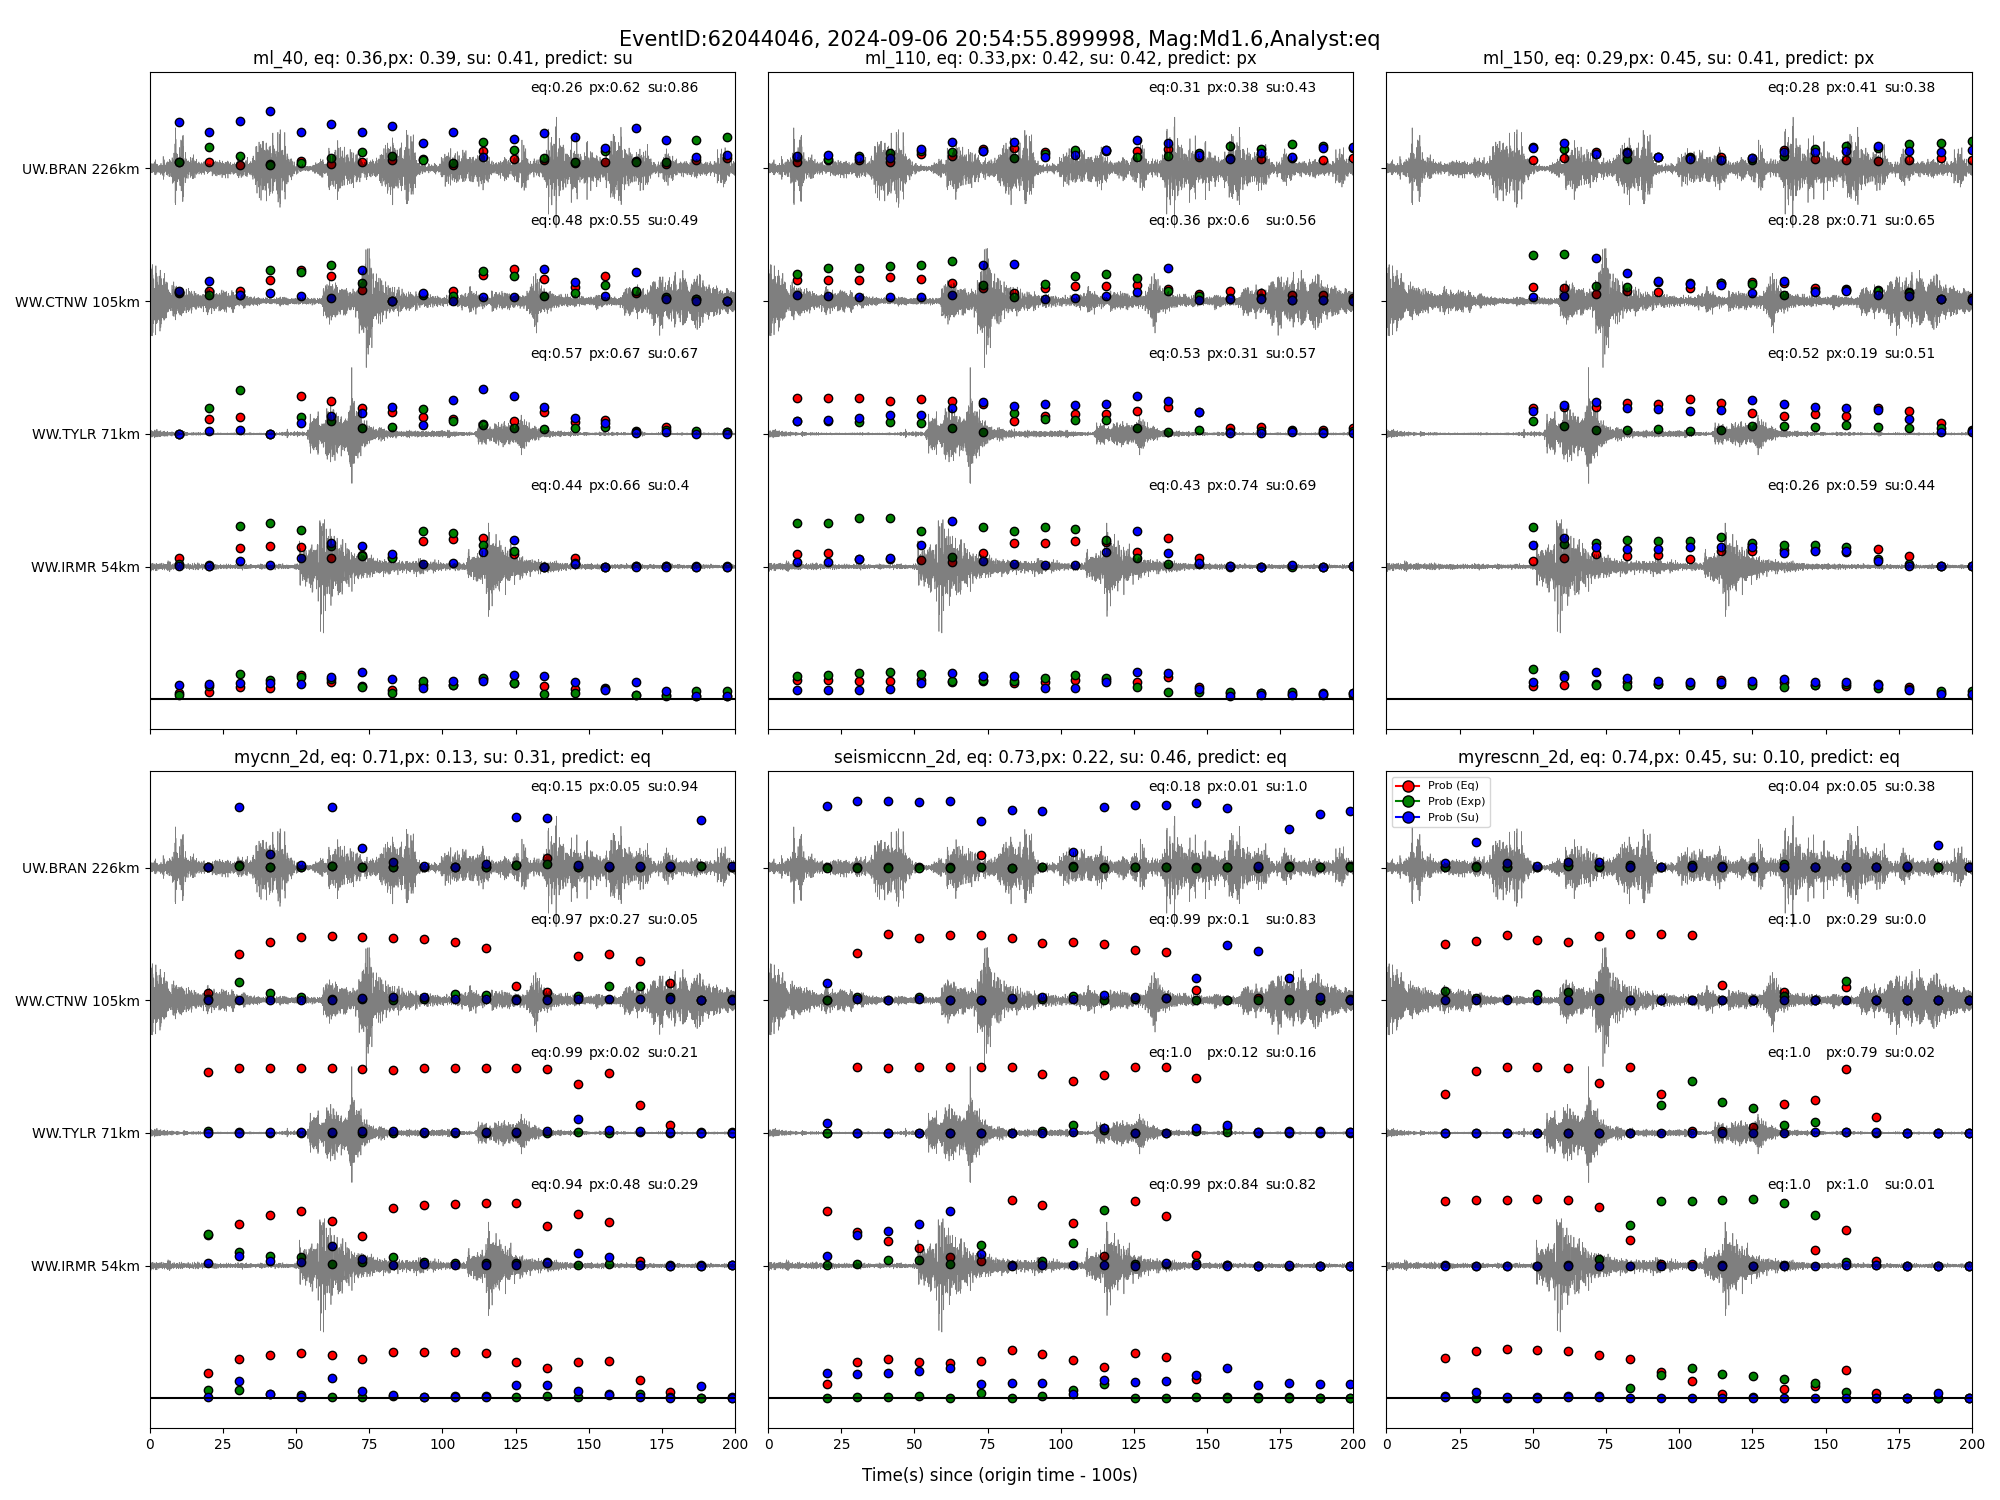 EventID:62044046, 2024-09-06 20:54:55.899998, Mag:Md1.6,Analyst:eq
ml_40, eq: 0.36,px: 0.39, su: 0.41, predict: su
eq:0.26 px:0.62 su:0.86
UW.BRAN 226km
eq:0.48 px:0.55 su:0.49
WW.CTNW 105km
eq:0.57 px:0.67 su:0.67
WW.TYLR 71km
eq:0.44 px:0.66 su:0.4
WW.IRMR 54km
ml_110, eq: 0.33,px: 0.42, su: 0.42, predict: px
eq:0.31 px:0.38 su:0.43
eq:0.36 px:0.6 su:0.56
eq:0.53 px:0.31 su:0.57
eq:0.43 px:0.74 su:0.69
ml_150, eq: 0.29,px: 0.45, su: 0.41, predict: px
eq:0.28 px:0.41 su:0.38
eq:0.28 px:0.71 su:0.65
eq:0.52 px:0.19 su:0.51
eq:0.26 px:0.59 su:0.44
mycnn_2d, eq: 0.71,px: 0.13, su: 0.31, predict: eq
eq:0.15 px:0.05 su:0.94
UW.BRAN 226km
eq:0.97 px:0.27 su:0.05
WW.CTNW 105km
eq:0.99 px:0.02 su:0.21
WW.TYLR 71km
eq:0.94 px:0.48 su:0.29
WW.IRMR 54km
0 25 50 75 100 125 150 175 200
seismiccnn_2d, eq: 0.73,px: 0.22, su: 0.46, predict: eq
eq:0.18 px:0.01 su:1.0
eq:0.99 px:0.1 su:0.83
eq:1.0 px:0.12 su:0.16
eq:0.99 px:0.84 su:0.82
0 25 50 75 100 125 150 175 200
myrescnn_2d, eq: 0.74,px: 0.45, su: 0.10, predict: eq
Prob (Eq)
Prob (Exp)
Prob (Su)
eq:0.04 px:0.05 su:0.38
eq:1.0 px:0.29 su:0.0
eq:1.0 px:0.79 su:0.02
eq:1.0 px:1.0 su:0.01
0 25 50 75 100 125 150 175 200
Time(s) since (origin time - 100s)